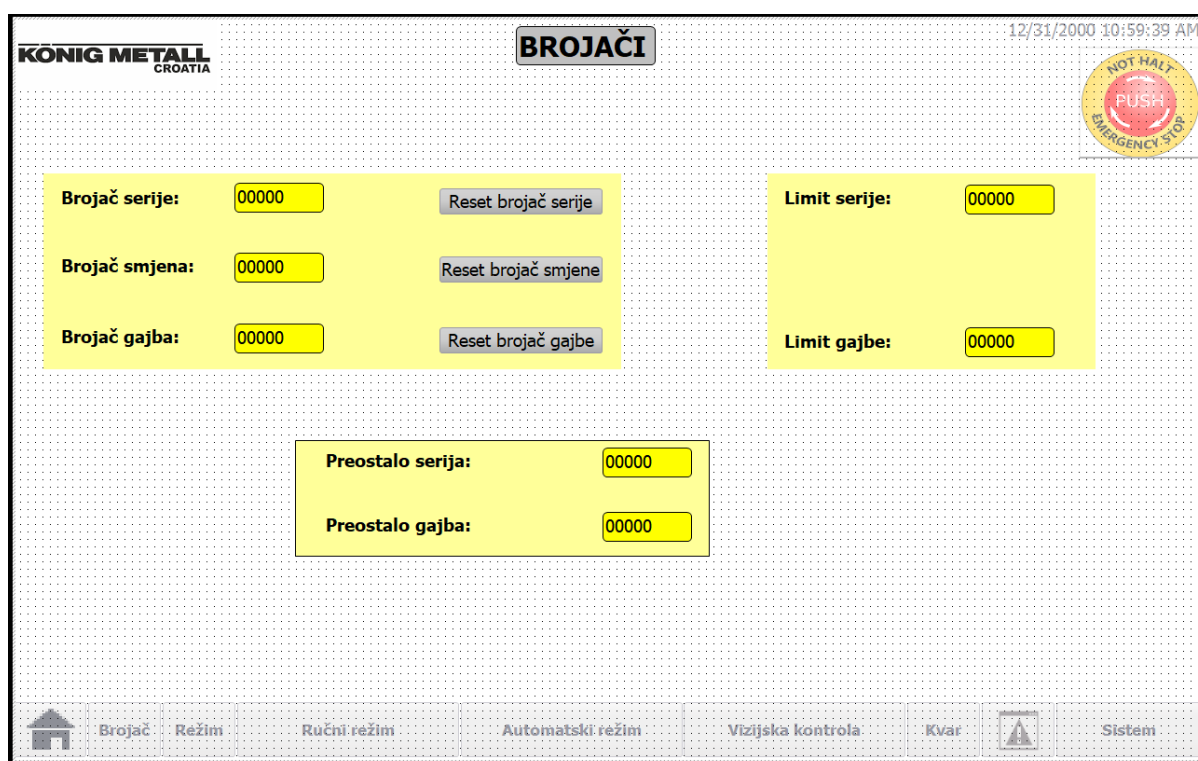 12/31/2000 10:59:39 AM
KÖNIG METALL
CROATIA
BROJAČI
NOT HALT
PUSH
EMERGENCY STOP
Brojač serije: 00000 Reset brojač serije
Limit serije: 00000
Brojač smjena: 00000 Reset brojač smjene
Brojač gajba: 00000 Reset brojač gajbe
Limit gajbe: 00000
Preostalo serija: 00000
Preostalo gajba: 00000
Brojač Režim Ručni režim Automatski režim Vizijska kontrola Kvar Sistem